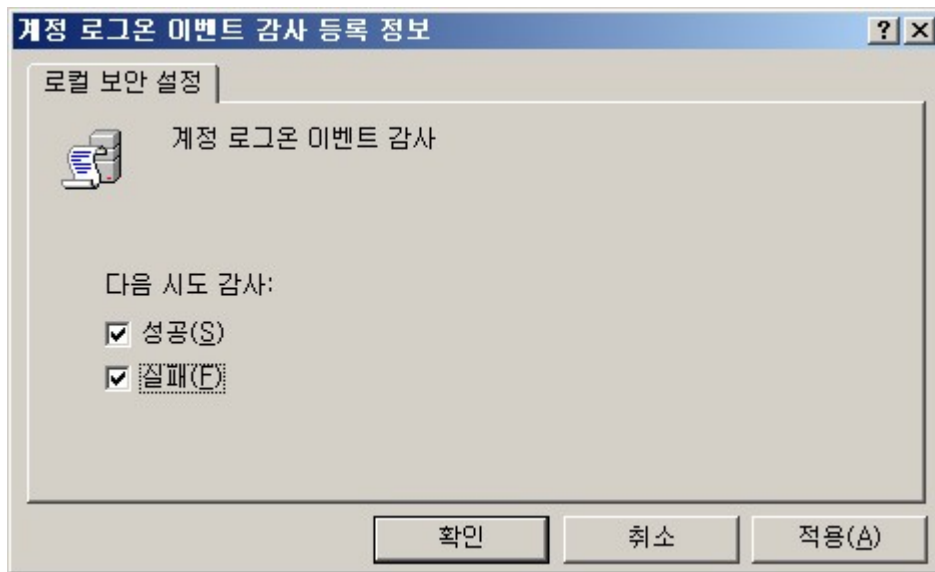 계정 로그온 이벤트 감사 등록 정보
로컬 보안 설정
계정 로그온 이벤트 감사
다음 시도 감사:
성공(S)
실패(F)
확인
취소
적용(A)